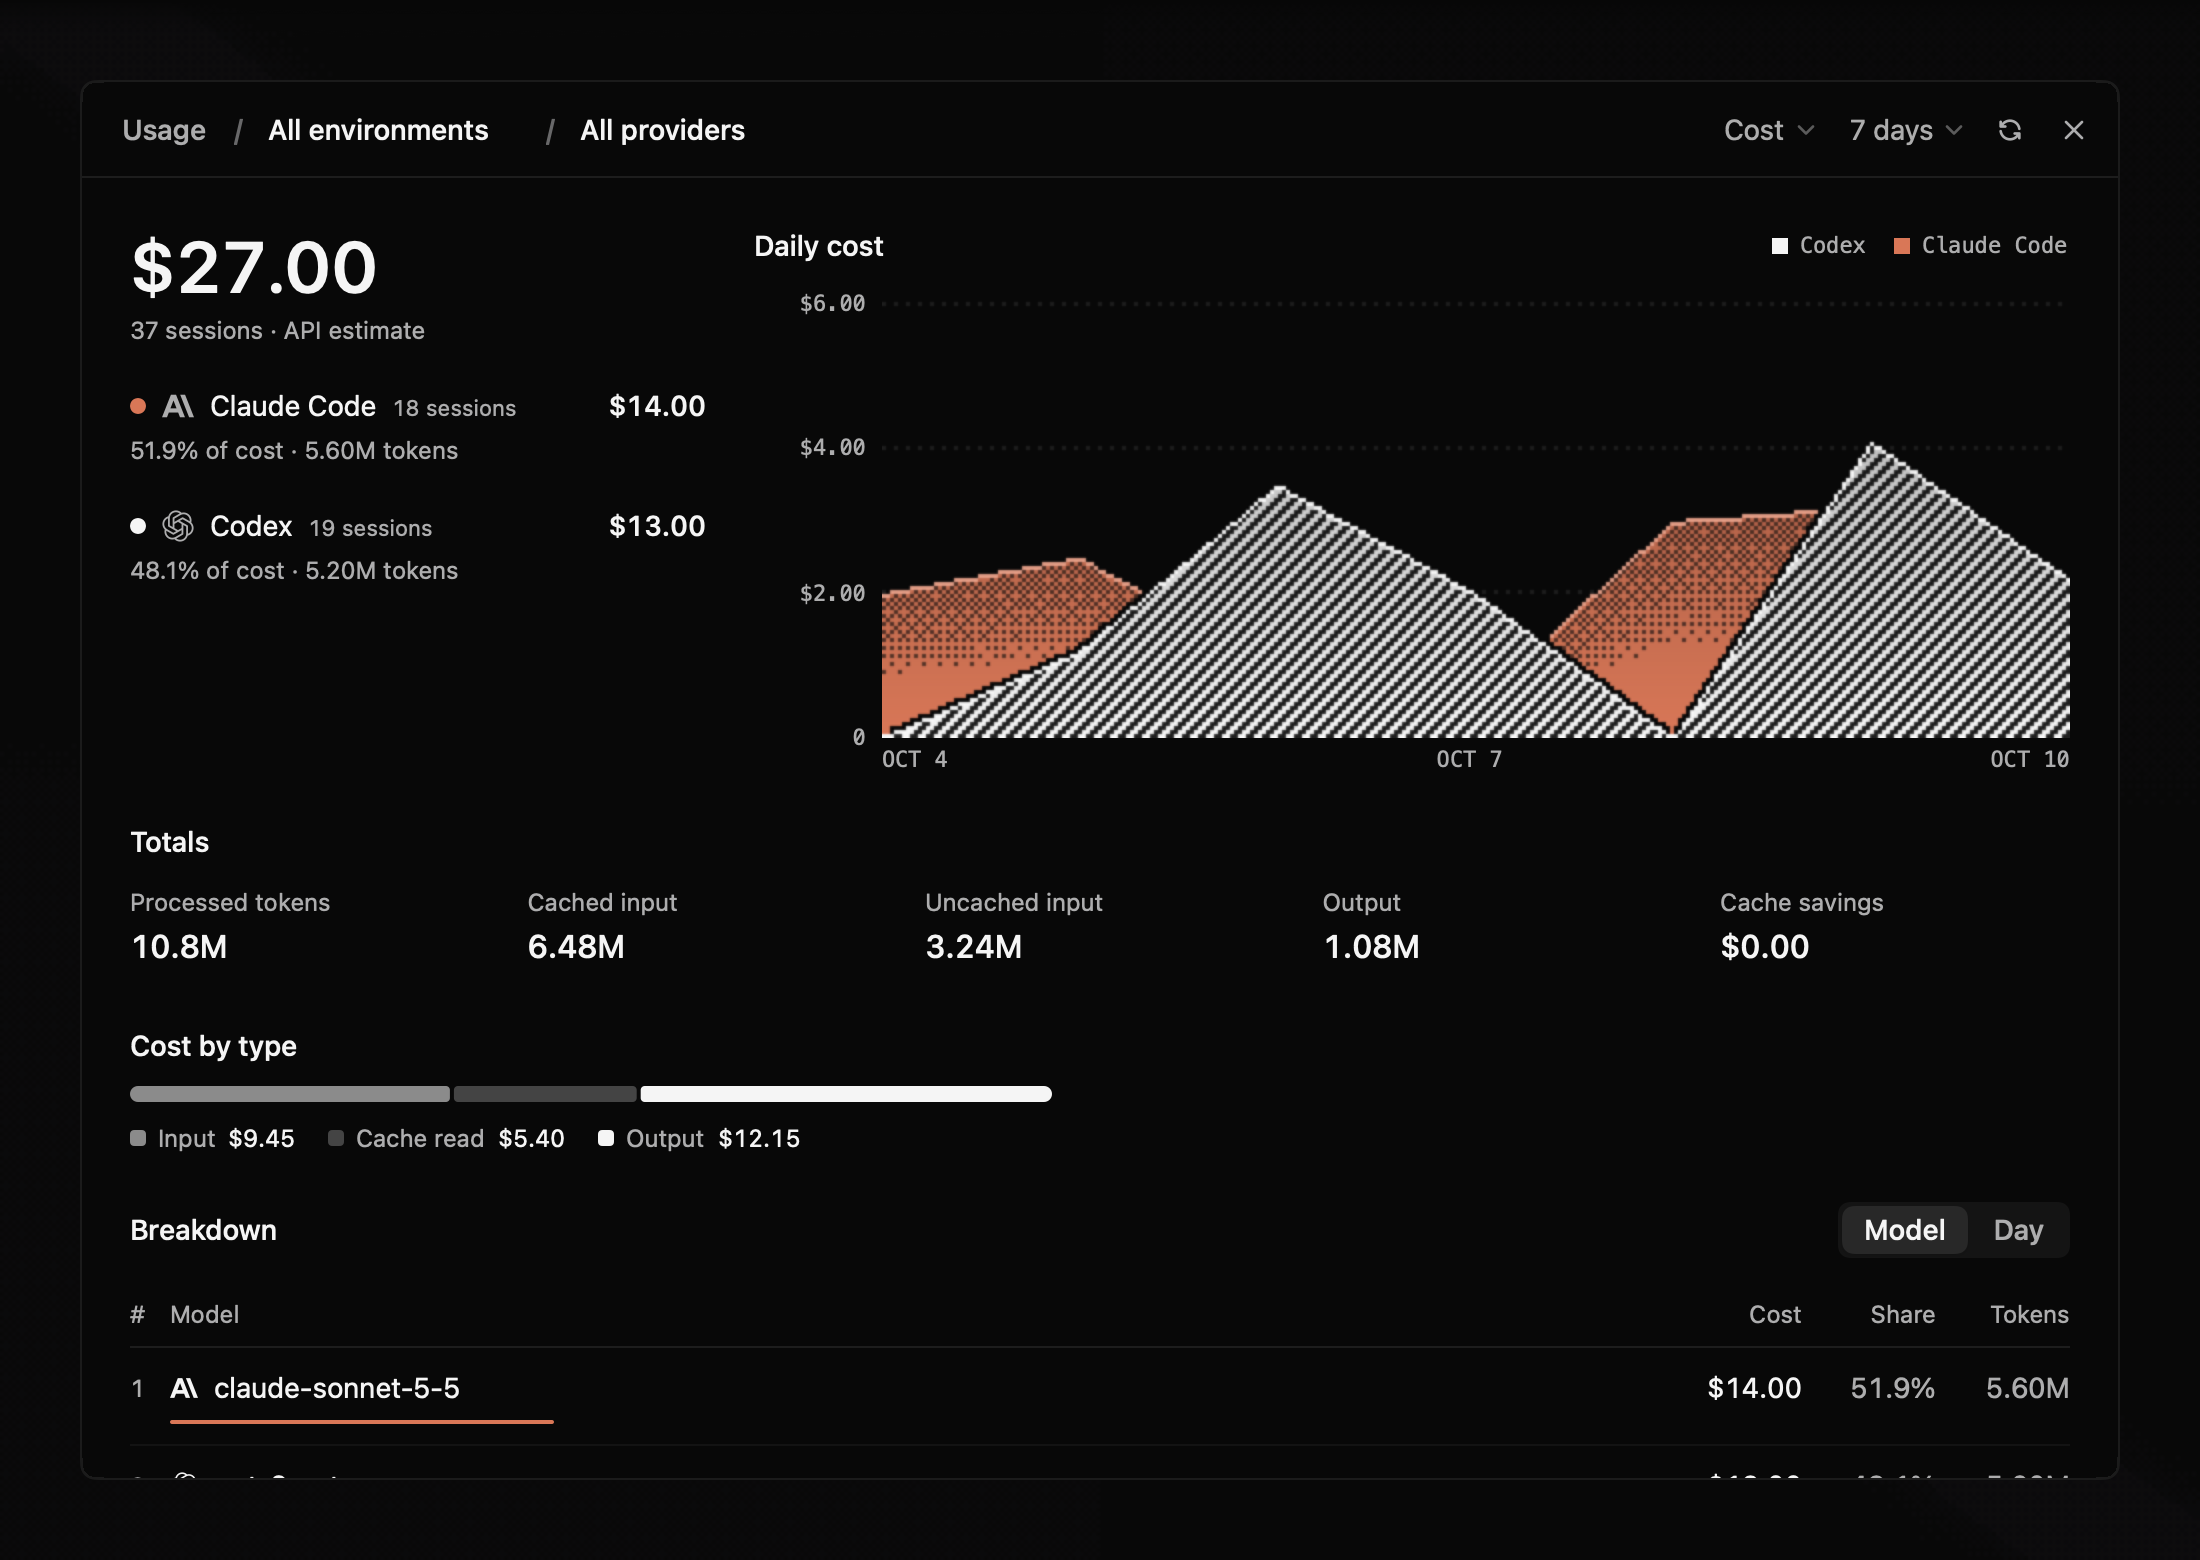 Usage / All environments / All providers
Cost 7 days
$27.00
37 sessions · API estimate
Claude Code 18 sessions $14.00
51.9% of cost · 5.60M tokens
Codex 19 sessions $13.00
48.1% of cost · 5.20M tokens
Daily cost
Codex Claude Code
$6.00
$4.00
$2.00
0
OCT 4 OCT 7 OCT 10
Totals
Processed tokens
10.8M
Cached input
6.48M
Uncached input
3.24M
Output
1.08M
Cache savings
$0.00
Cost by type
Input $9.45 Cache read $5.40 Output $12.15
Breakdown
Model Day
# Model Cost Share Tokens
1 claude-sonnet-5-5 $14.00 51.9% 5.60M